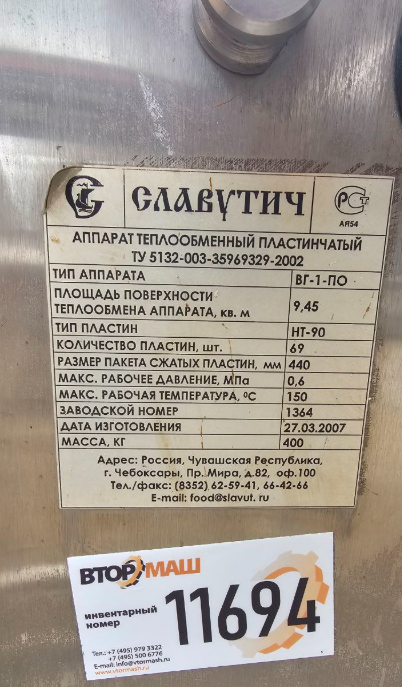 СЛАВУТИЧ
РСТ
АЯ54
АППАРАТ ТЕПЛООБМЕННЫЙ ПЛАСТИНЧАТЫЙ
ТУ 5132-003-35969329-2002
ТИП АППАРАТА ВГ-1-ПО
ПЛОЩАДЬ ПОВЕРХНОСТИ
ТЕПЛООБМЕНА АППАРАТА, кв. м 9,45
ТИП ПЛАСТИН НТ-90
КОЛИЧЕСТВО ПЛАСТИН, шт. 69
РАЗМЕР ПАКЕТА СЖАТЫХ ПЛАСТИН, мм 440
МАКС. РАБОЧЕЕ ДАВЛЕНИЕ, МПа 0,6
МАКС. РАБОЧАЯ ТЕМПЕРАТУРА, °С 150
ЗАВОДСКОЙ НОМЕР 1364
ДАТА ИЗГОТОВЛЕНИЯ 27.03.2007
МАССА, КГ 400
Адрес: Россия, Чувашская Республика,
г. Чебоксары, Пр. Мира, д.82, оф.100
Тел./факс: (8352) 62-59-41, 66-42-66
E-mail: food@slavut.ru
ВТОРМАШ
инвентарный
номер
11694
Тел.: +7 (495) 979 3322
+7 (495) 500 6776
E-mail: info@vtormash.ru
www.vtormash.ru